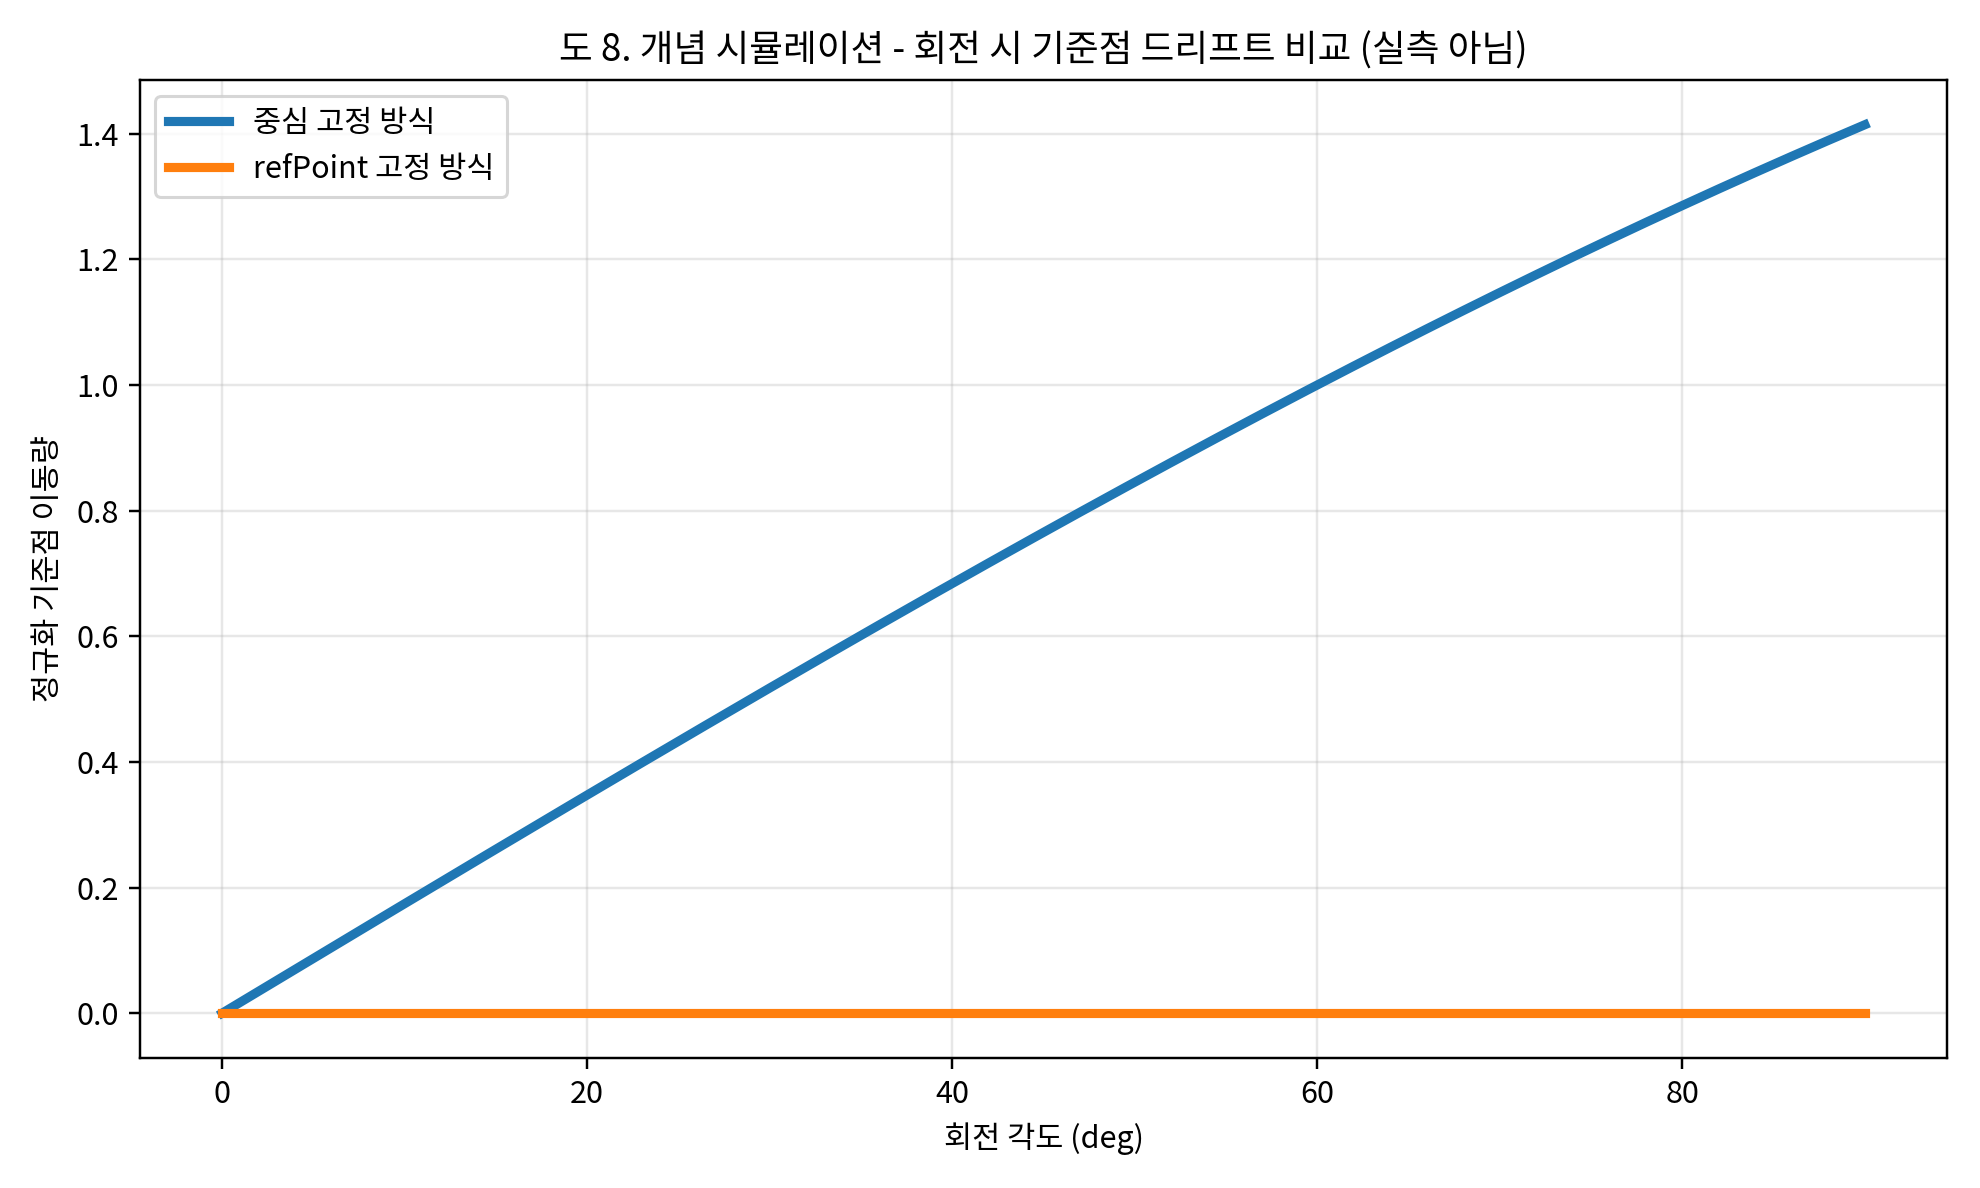 도 8. 개념 시뮬레이션 - 회전 시 기준점 드리프트 비교 (실측 아님)
중심 고정 방식
refPoint 고정 방식
정규화 기준점 이동량
1.4
1.2
1.0
0.8
0.6
0.4
0.2
0.0
0 20 40 60 80
회전 각도 (deg)